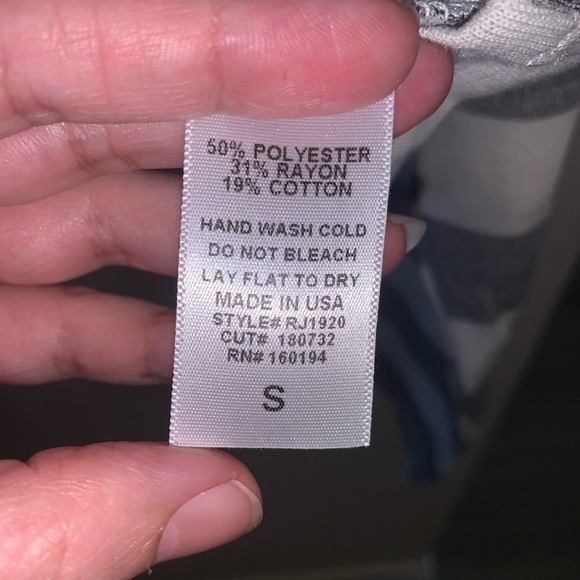 50% POLYESTER
31% RAYON
19% COTTON
HAND WASH COLD
DO NOT BLEACH
LAY FLAT TO DRY
MADE IN USA
STYLE# RJ1920
CUT# 180732
RN# 160194
S